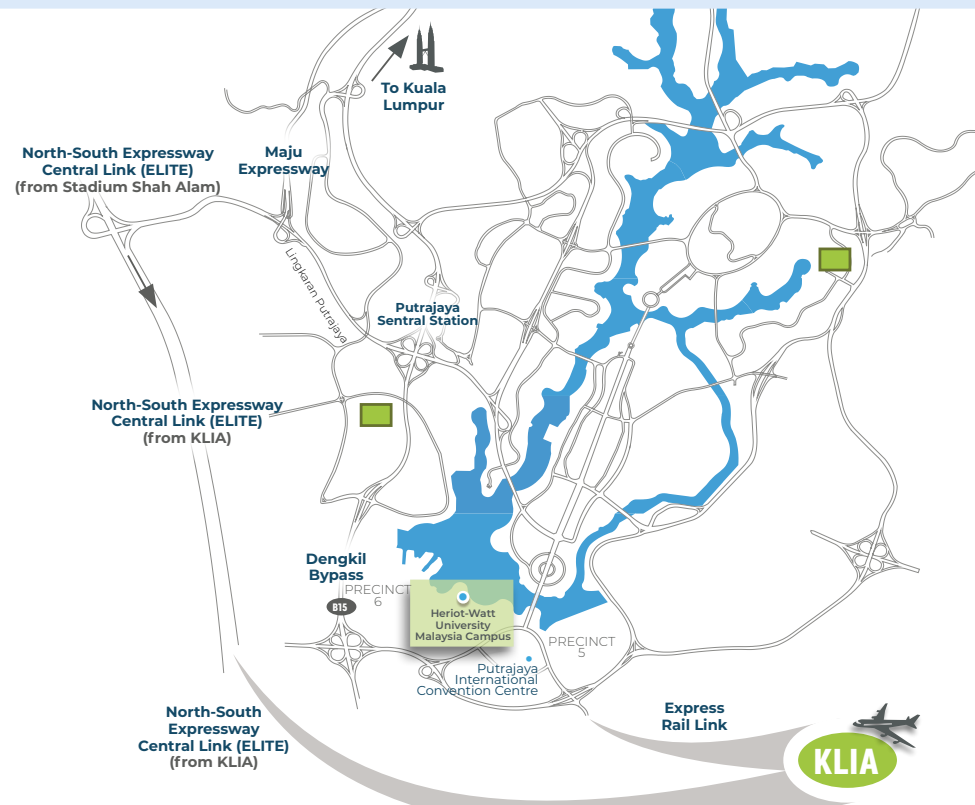 To Kuala
Lumpur
North-South Expressway
Central Link (ELITE)
(from Stadium Shah Alam)
Maju
Expressway
Lingkaran Putrajaya
Putrajaya
Sentral Station
North-South Expressway
Central Link (ELITE)
(from KLIA)
Dengkil
Bypass
PRECINCT
6
B15
Heriot-Watt
University
Malaysia Campus
PRECINCT
5
Putrajaya
International
Convention Centre
North-South
Expressway
Central Link (ELITE)
(from KLIA)
Express
Rail Link
KLIA